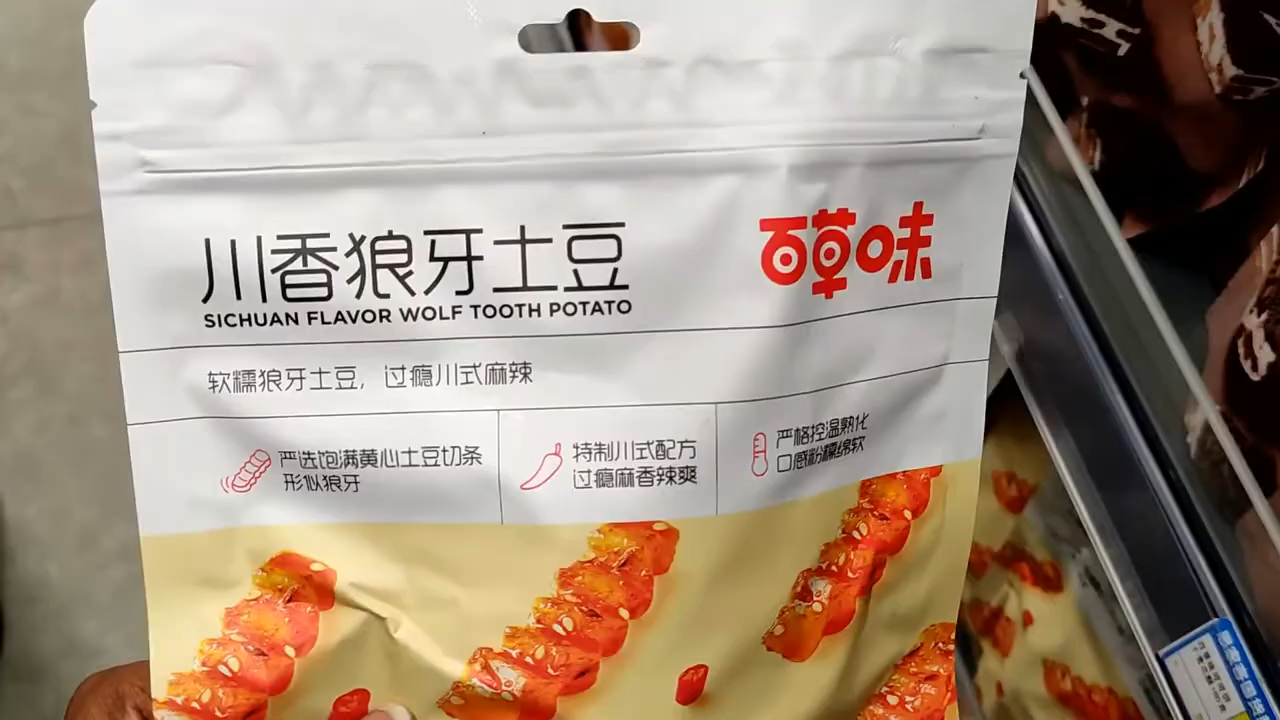 川香狼牙土豆
SICHUAN FLAVOR WOLF TOOTH POTATO
百草味
软糯狼牙土豆，过瘾川式麻辣
严选饱满黄心土豆切条
形似狼牙
特制川式配方
过瘾麻香辣爽
严格控温熟化
口感粉糯绵软